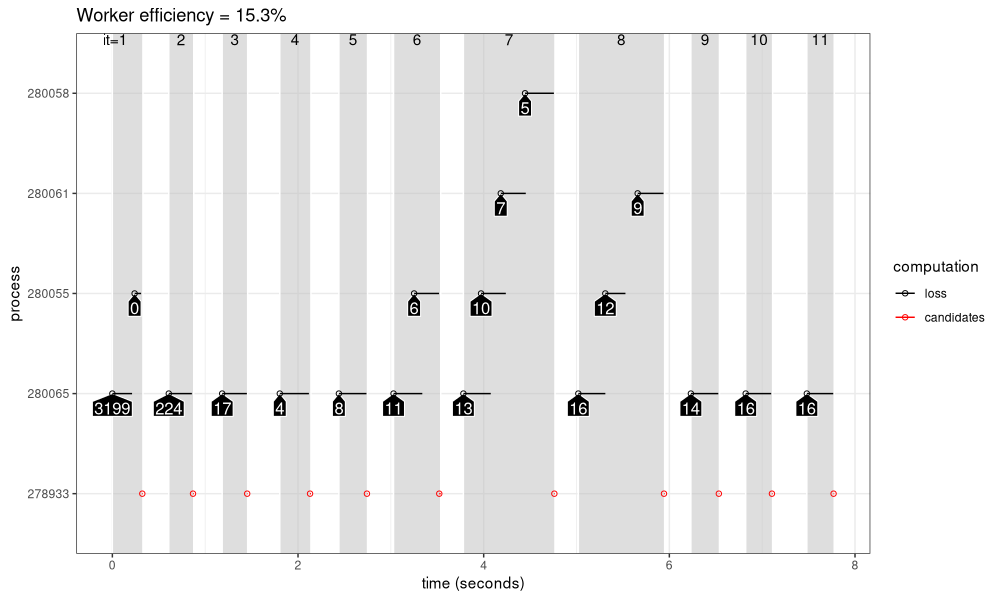 Worker efficiency = 15.3%
it=1 2 3 4 5 6 7 8 9 10 11
280058
5
280061
7 9
280055
0 6 10 12
280065
3199 224 17 4 8 11 13 16 14 16 16
278933
0 2 4 6 8
time (seconds)
process
computation
loss
candidates